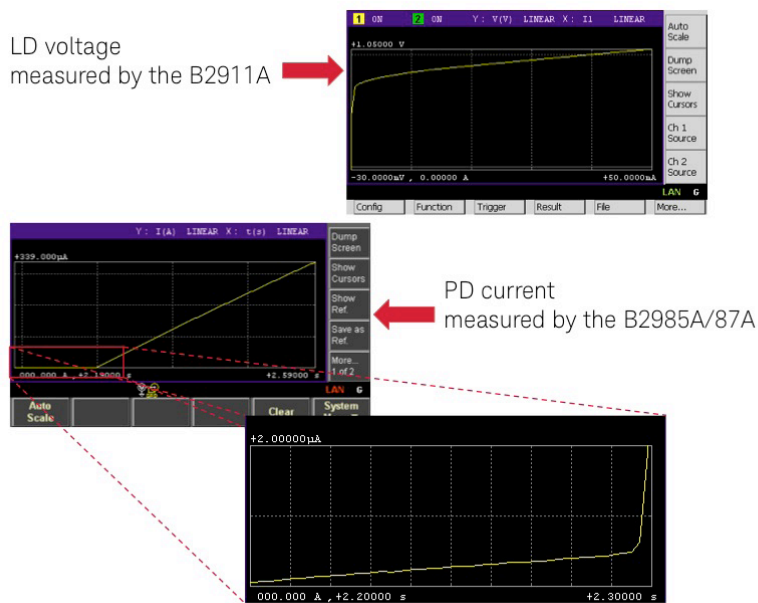 1 ON 2 ON Y: V(V) LINEAR X: I1 LINEAR
Auto
Scale
LD voltage
measured by the B2911A
+1.05000 V
Dump
Screen
Show
Cursors
Ch 1
Source
Ch 2
Source
-30.0000mV , 0.00000 A +50.0000mA
LAN G
Config Function Trigger Result File More...
Y: I(A) LINEAR X: t(s) LINEAR
Dump
Screen
+339.000µA
Show
Cursors
Show
Ref.
Save as
Ref.
More...
1 of 2
PD current
measured by the B2985A/87A
000.000 A ,+2.19000 s +2.59000 s
LAN G
Auto
Scale
Clear
System
+2.00000µA
000.000 A ,+2.20000 s +2.30000 s